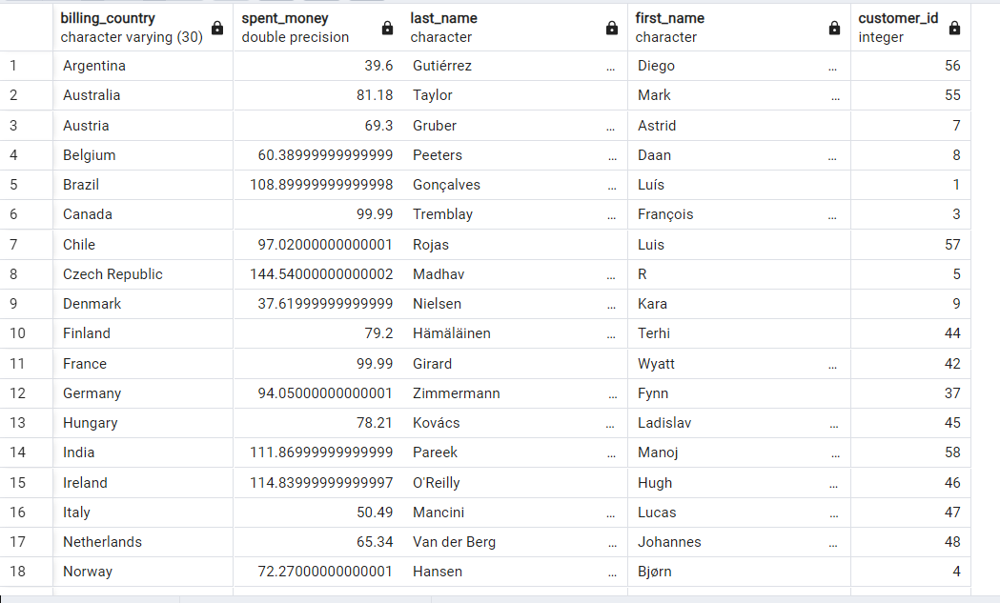 billing_country spent_money last_name first_name customer_id
character varying (30) double precision character character integer
1 Argentina 39.6 Gutiérrez ... Diego ... 56
2 Australia 81.18 Taylor Mark ... 55
3 Austria 69.3 Gruber ... Astrid 7
4 Belgium 60.38999999999999 Peeters ... Daan ... 8
5 Brazil 108.89999999999998 Gonçalves ... Luís 1
6 Canada 99.99 Tremblay ... François ... 3
7 Chile 97.02000000000001 Rojas Luis 57
8 Czech Republic 144.54000000000002 Madhav ... R 5
9 Denmark 37.61999999999999 Nielsen ... Kara 9
10 Finland 79.2 Hämäläinen ... Terhi 44
11 France 99.99 Girard Wyatt ... 42
12 Germany 94.05000000000001 Zimmermann ... Fynn 37
13 Hungary 78.21 Kovács ... Ladislav ... 45
14 India 111.86999999999999 Pareek ... Manoj ... 58
15 Ireland 114.83999999999997 O'Reilly Hugh ... 46
16 Italy 50.49 Mancini ... Lucas ... 47
17 Netherlands 65.34 Van der Berg ... Johannes ... 48
18 Norway 72.27000000000001 Hansen ... Bjørn 4